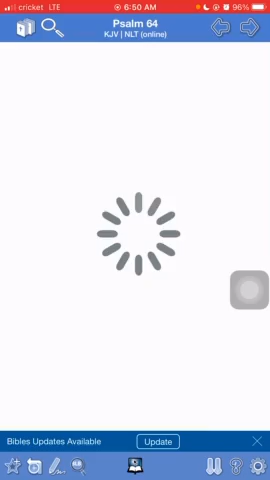 cricket LTE 6:50 AM 96%
Psalm 64
KJV | NLT (online)
Bibles Updates Available Update